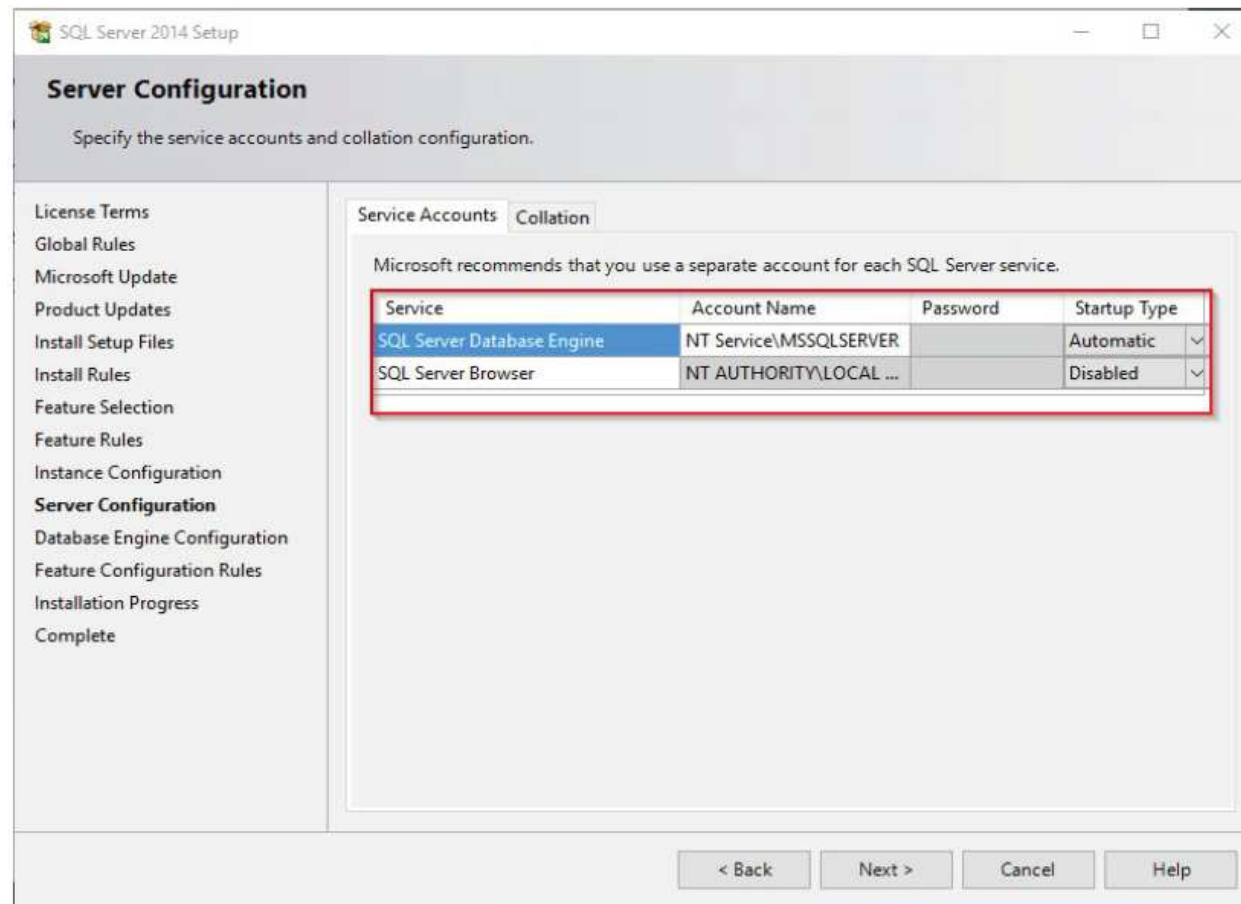 SQL Server 2014 Setup
Server Configuration
Specify the service accounts and collation configuration.
License Terms
Global Rules
Microsoft Update
Product Updates
Install Setup Files
Install Rules
Feature Selection
Feature Rules
Instance Configuration
Server Configuration
Database Engine Configuration
Feature Configuration Rules
Installation Progress
Complete
Service Accounts Collation
Microsoft recommends that you use a separate account for each SQL Server service.
Service Account Name Password Startup Type
SQL Server Database Engine NT Service\MSSQLSERVER Automatic
SQL Server Browser NT AUTHORITY\LOCAL ... Disabled
< Back Next > Cancel Help